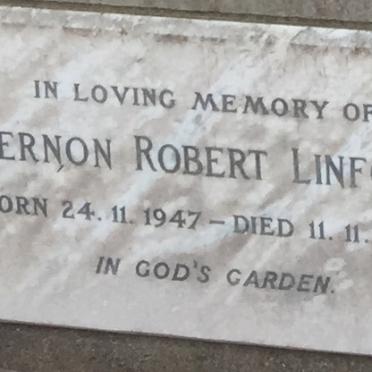 IN LOVING MEMORY OF
ERNON ROBERT LINF
ORN 24.11.1947 – DIED 11.11.
IN GOD'S GARDEN.